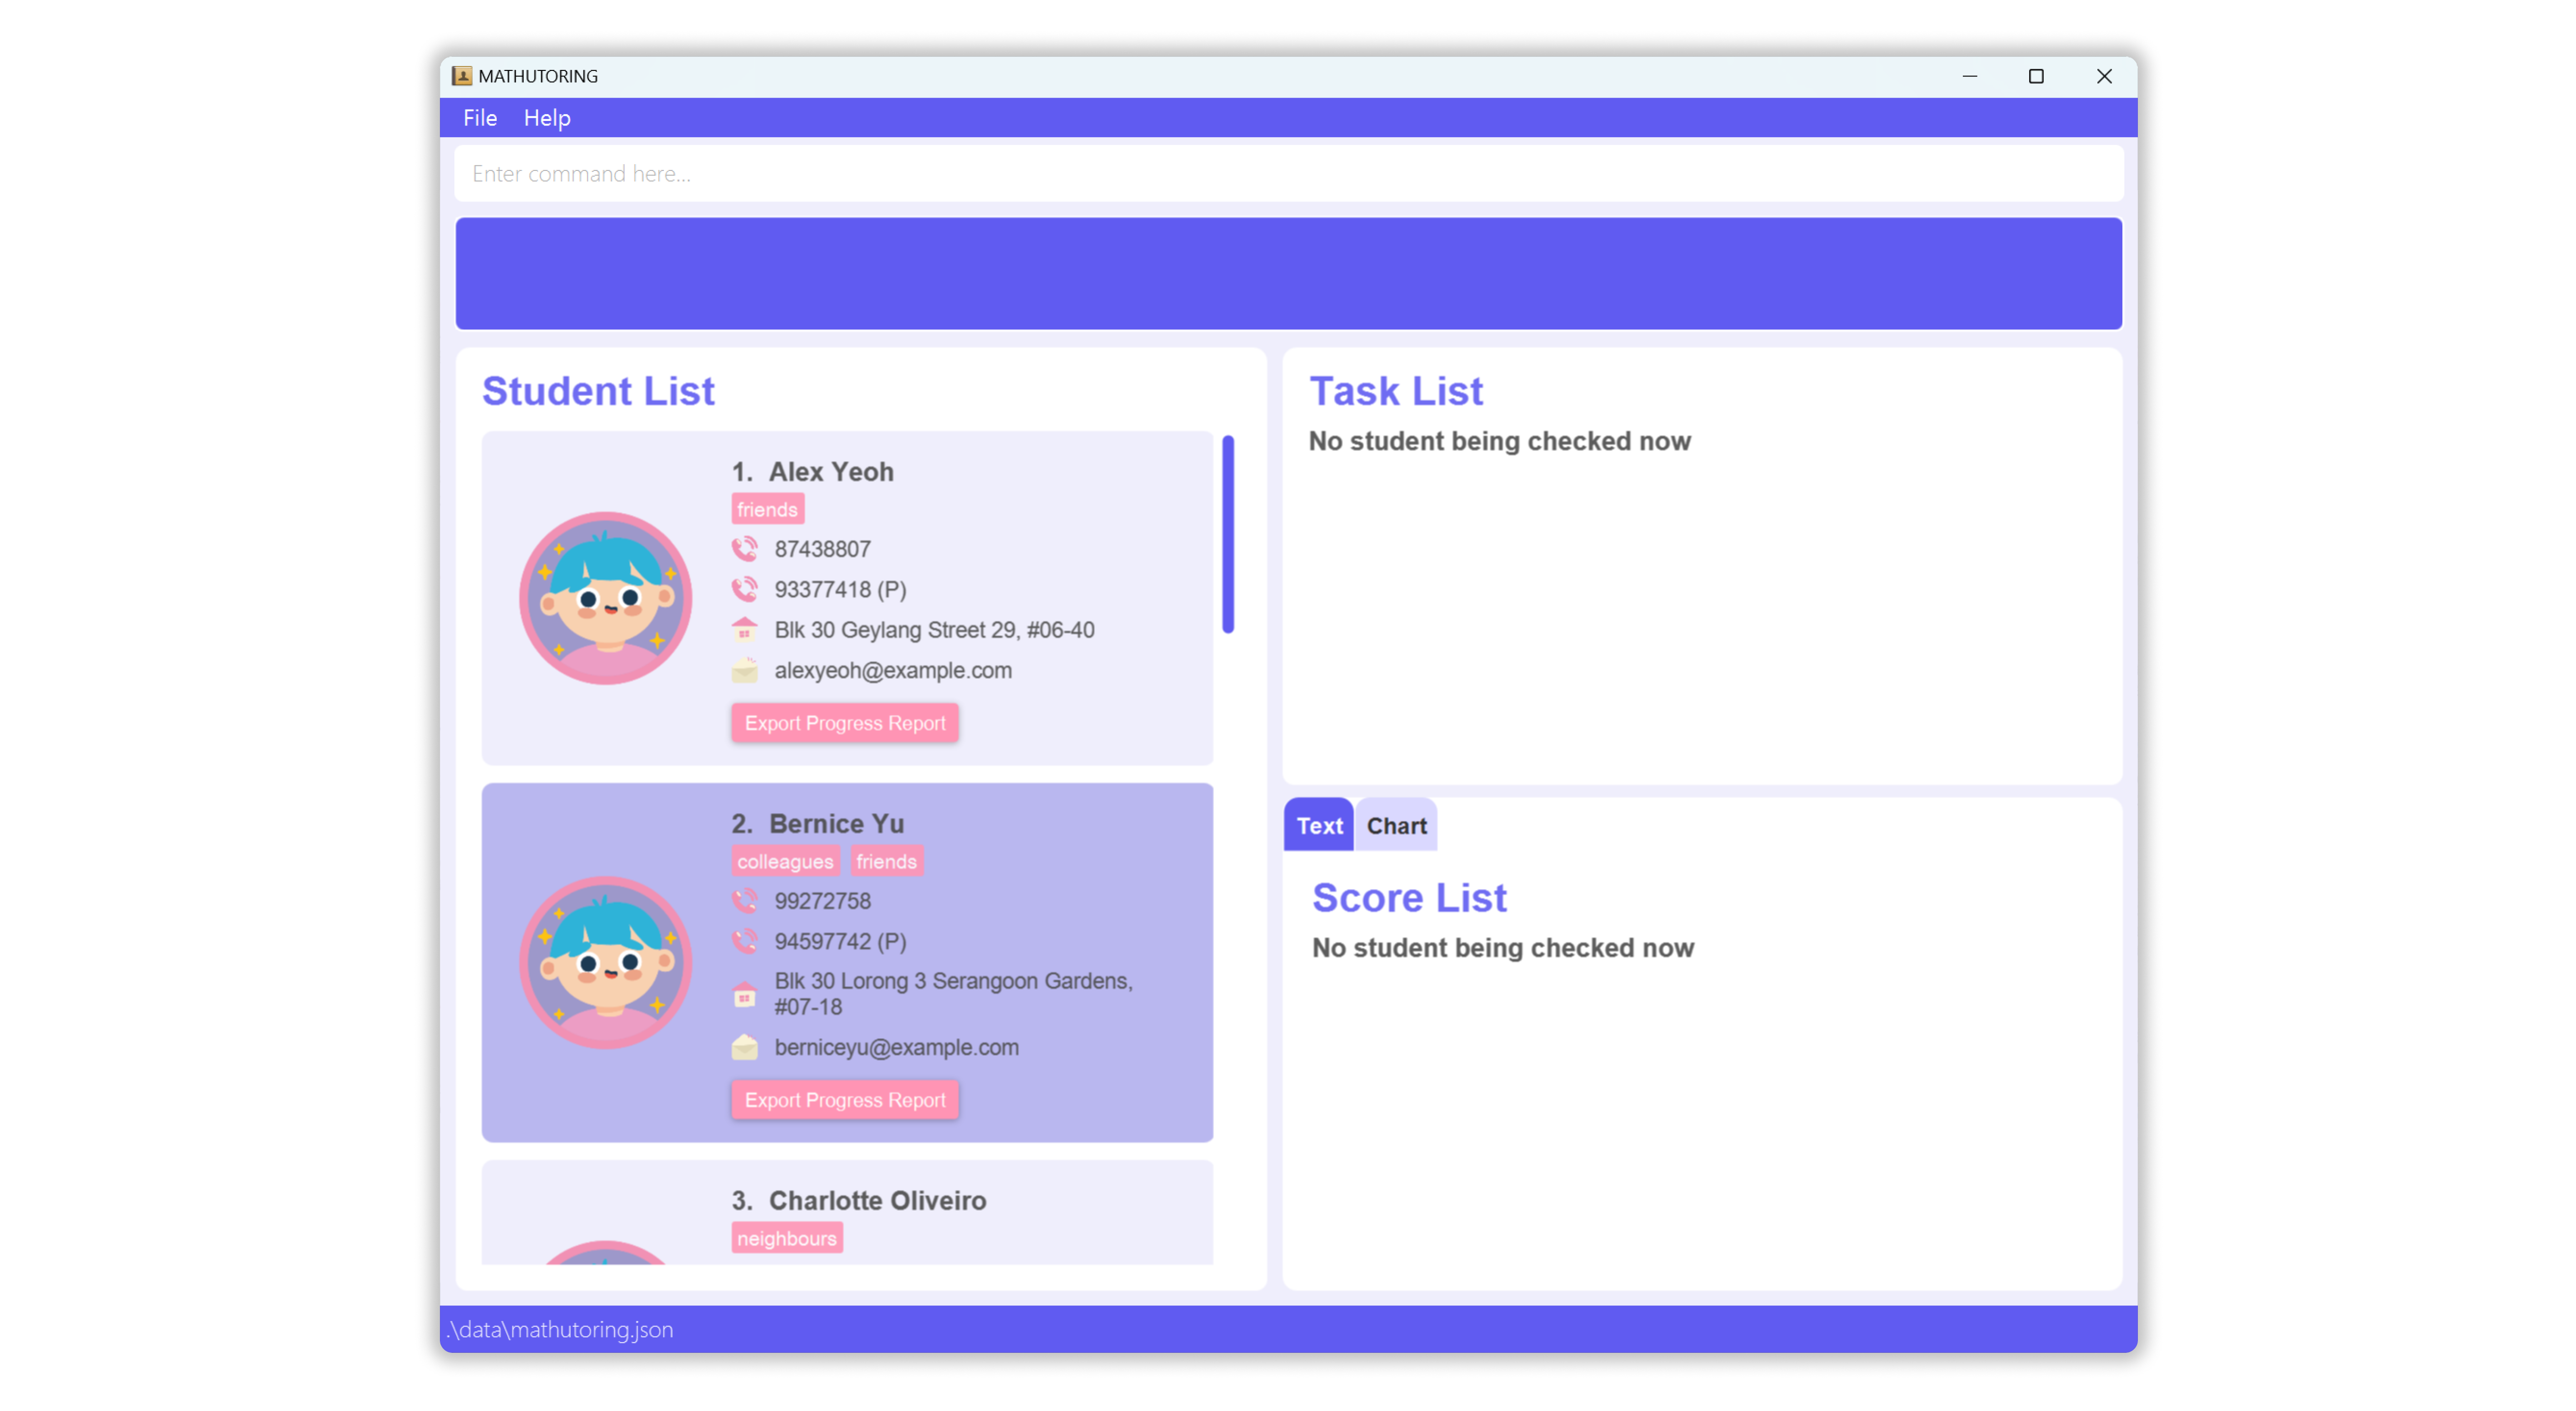 MATHUTORING
File Help
Enter command here...
Student List
1. Alex Yeoh
friends
87438807
93377418 (P)
Blk 30 Geylang Street 29, #06-40
alexyeoh@example.com
Export Progress Report
2. Bernice Yu
colleagues friends
99272758
94597742 (P)
Blk 30 Lorong 3 Serangoon Gardens,
#07-18
berniceyu@example.com
Export Progress Report
3. Charlotte Oliveiro
neighbours
Task List
No student being checked now
Text Chart
Score List
No student being checked now
.\data\mathutoring.json